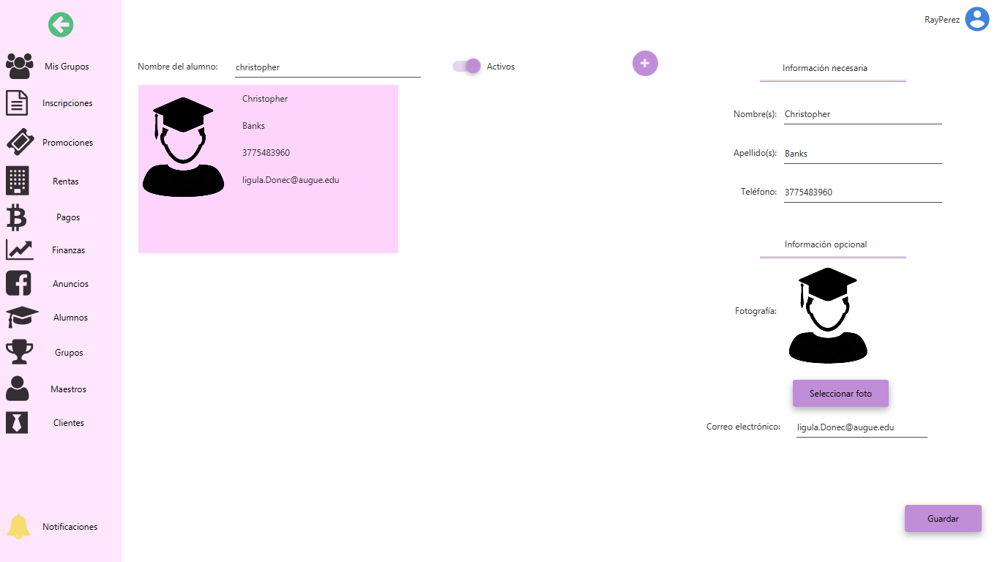 RayPerez
Mis Grupos
Inscripciones
Promociones
Rentas
Pagos
Finanzas
Anuncios
Alumnos
Grupos
Maestros
Clientes
Notificaciones
Nombre del alumno: christopher
Activos
Christopher
Banks
3775483960
ligula.Donec@augue.edu
Información necesaria
Nombre(s): Christopher
Apellido(s): Banks
Teléfono: 3775483960
Información opcional
Fotografía:
Seleccionar foto
Correo electrónico: ligula.Donec@augue.edu
Guardar